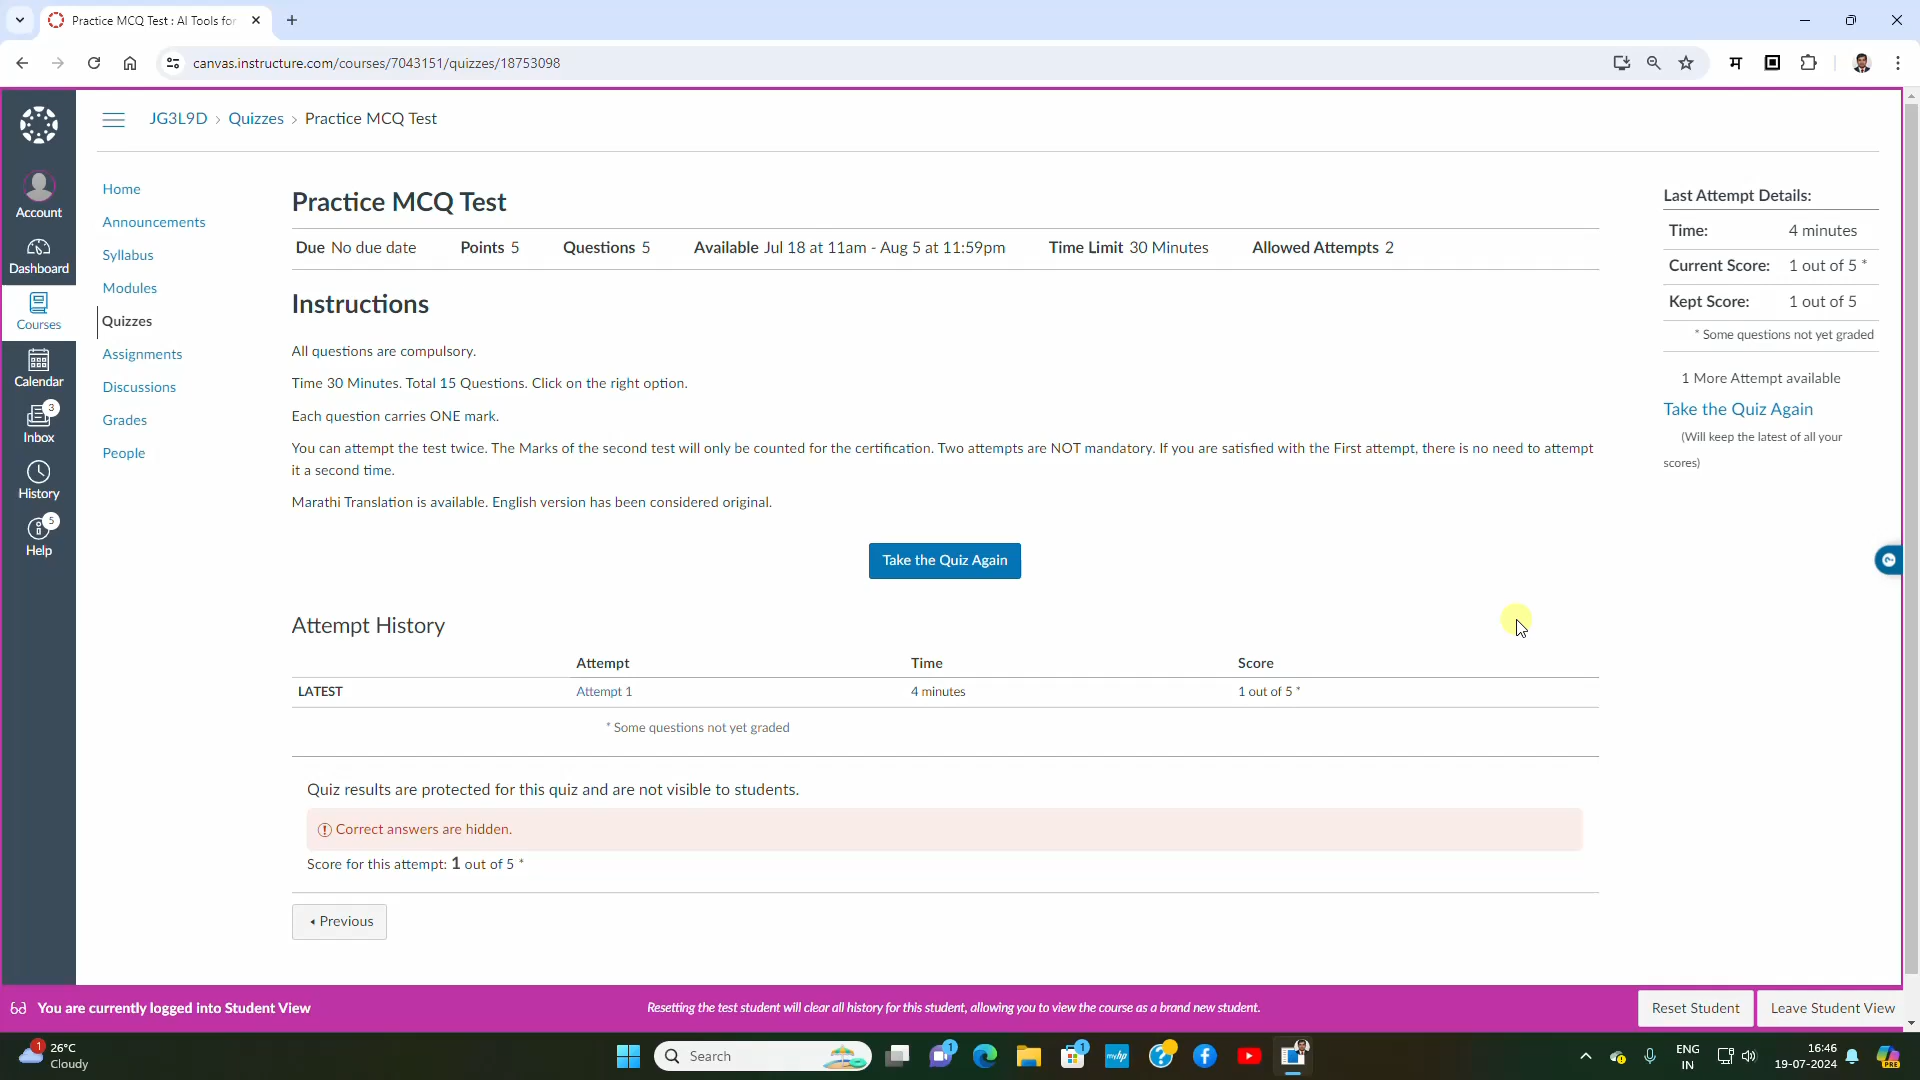 Practice MCQ Test : AI Tools for
canvas.instructure.com/courses/7043151/quizzes/18753098
म
JG3L9D › Quizzes › Practice MCQ Test
Account
Dashboard
Courses
Calendar
3
Inbox
History
5
Help
Home
Announcements
Syllabus
Modules
Quizzes
Assignments
Discussions
Grades
People
Practice MCQ Test
Due No due date Points 5 Questions 5 Available Jul 18 at 11am - Aug 5 at 11:59pm Time Limit 30 Minutes Allowed Attempts 2
Instructions
All questions are compulsory.
Time 30 Minutes. Total 15 Questions. Click on the right option.
Each question carries ONE mark.
You can attempt the test twice. The Marks of the second test will only be counted for the certification. Two attempts are NOT mandatory. If you are satisfied with the First attempt, there is no need to attempt
it a second time.
Marathi Translation is available. English version has been considered original.
Take the Quiz Again
Attempt History
Attempt Time Score
LATEST Attempt 1 4 minutes 1 out of 5 *
* Some questions not yet graded
Quiz results are protected for this quiz and are not visible to students.
Correct answers are hidden.
Score for this attempt: 1 out of 5 *
Previous
Last Attempt Details:
Time: 4 minutes
Current Score: 1 out of 5 *
Kept Score: 1 out of 5
* Some questions not yet graded
1 More Attempt available
Take the Quiz Again
(Will keep the latest of all your
scores)
You are currently logged into Student View
Resetting the test student will clear all history for this student, allowing you to view the course as a brand new student.
Reset Student
Leave Student View
1
26°C
Cloudy
Search
1
1
myhp
ENG
IN
16:46
19-07-2024
PRE